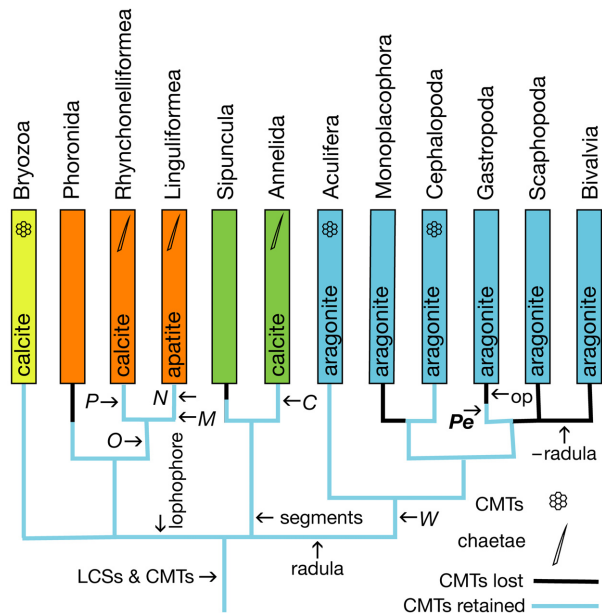 Bryozoa
Phoronida
Rhynchonelliformea
Linguliformea
Sipuncula
Annelida
Aculifera
Monoplacophora
Cephalopoda
Gastropoda
Scaphopoda
Bivalvia
calcite
calcite
apatite
calcite
aragonite
aragonite
aragonite
aragonite
aragonite
aragonite
P
N
M
O
C
op
Pe
–radula
lophophore
segments
W
radula
LCSs & CMTs
CMTs
chaetae
CMTs lost
CMTs retained